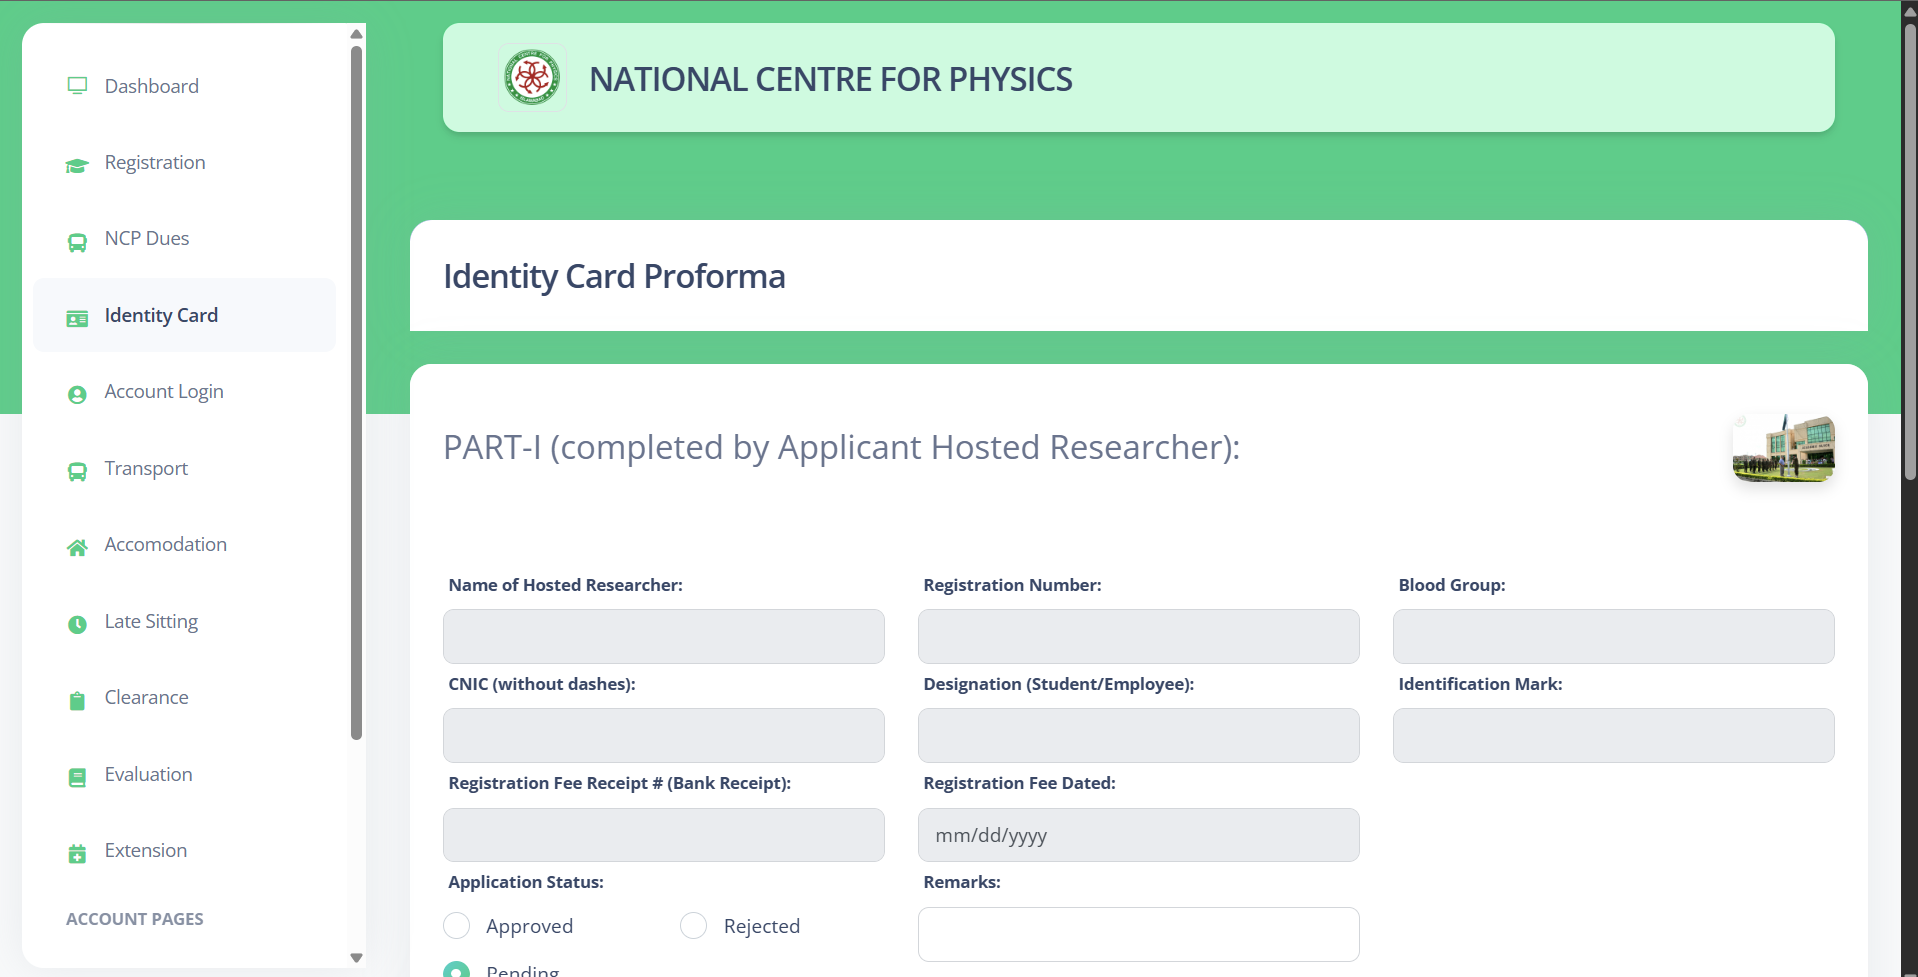 Dashboard
Registration
NCP Dues
Identity Card
Account Login
Transport
Accomodation
Late Sitting
Clearance
Evaluation
Extension
ACCOUNT PAGES
NATIONAL CENTRE FOR PHYSICS
Identity Card Proforma
PART-I (completed by Applicant Hosted Researcher):
Name of Hosted Researcher:
Registration Number:
Blood Group:
CNIC (without dashes):
Designation (Student/Employee):
Identification Mark:
Registration Fee Receipt # (Bank Receipt):
Registration Fee Dated:
mm/dd/yyyy
Application Status:
Remarks:
Approved
Rejected
Pending